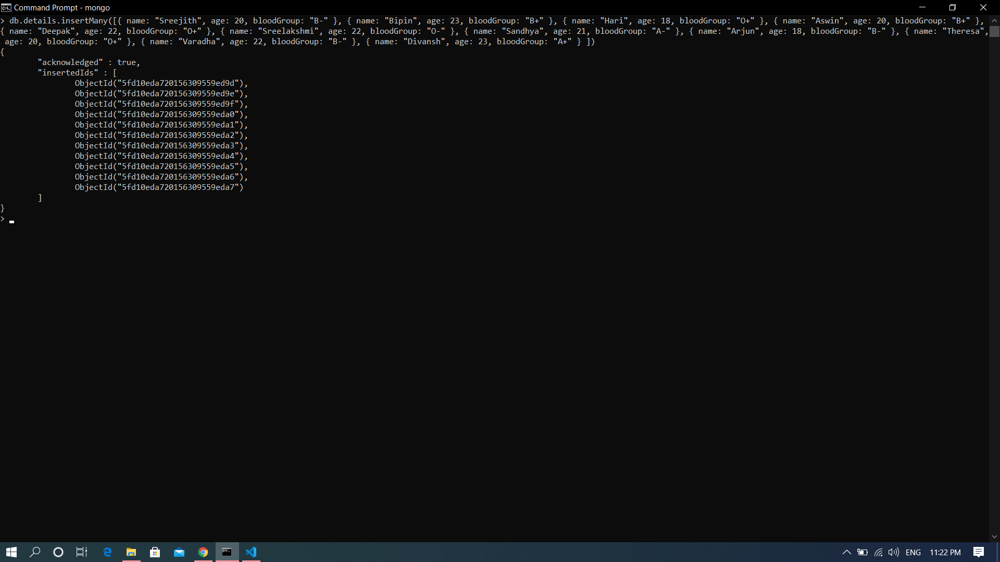 Command Prompt - mongo
> db.details.insertMany([{ name: "Sreejith", age: 20, bloodGroup: "B-" }, { name: "Bipin", age: 23, bloodGroup: "B+" }, { name: "Hari", age: 18, bloodGroup: "O+" }, { name: "Aswin", age: 20, bloodGroup: "B+" },
{ name: "Deepak", age: 22, bloodGroup: "O+" }, { name: "Sreelakshmi", age: 22, bloodGroup: "O-" }, { name: "Sandhya", age: 21, bloodGroup: "A-" }, { name: "Arjun", age: 18, bloodGroup: "B-" }, { name: "Theresa",
 age: 20, bloodGroup: "O+" }, { name: "Varadha", age: 22, bloodGroup: "B-" }, { name: "Divansh", age: 23, bloodGroup: "A+" } ])
{
        "acknowledged" : true,
        "insertedIds" : [
                ObjectId("5fd10eda720156309559ed9d"),
                ObjectId("5fd10eda720156309559ed9e"),
                ObjectId("5fd10eda720156309559ed9f"),
                ObjectId("5fd10eda720156309559eda0"),
                ObjectId("5fd10eda720156309559eda1"),
                ObjectId("5fd10eda720156309559eda2"),
                ObjectId("5fd10eda720156309559eda3"),
                ObjectId("5fd10eda720156309559eda4"),
                ObjectId("5fd10eda720156309559eda5"),
                ObjectId("5fd10eda720156309559eda6"),
                ObjectId("5fd10eda720156309559eda7")
        ]
}
>
ENG 11:22 PM